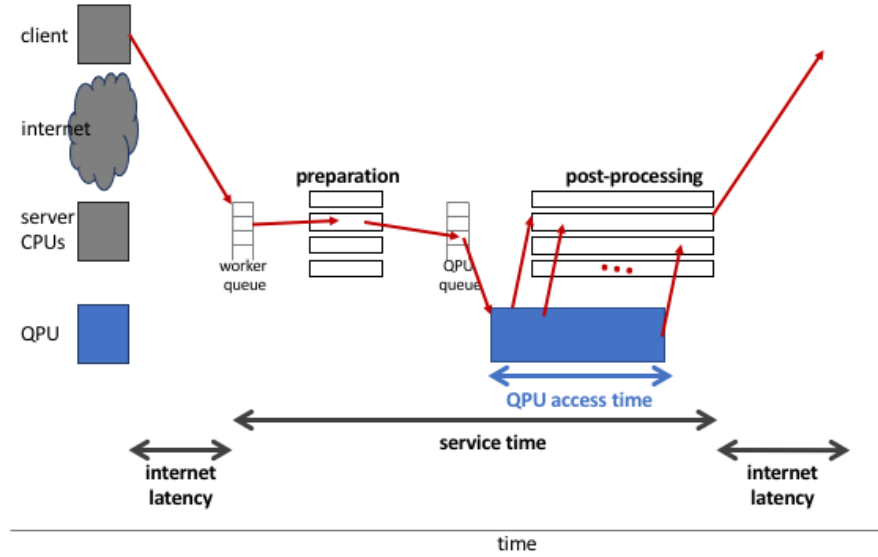 client
internet
preparation
post-processing
server
CPUs
worker
queue
QPU
queue
QPU
QPU access time
service time
internet
latency
internet
latency
time